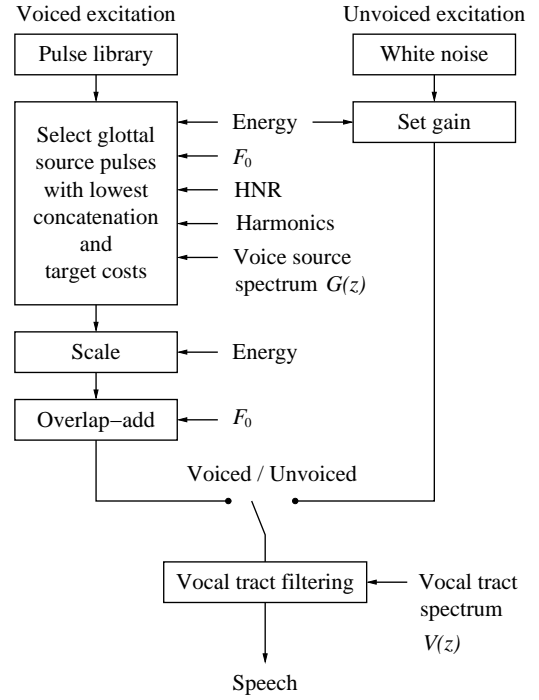 Voiced excitation
Unvoiced excitation
Pulse library
White noise
Select glottal
source pulses
with lowest
concatenation
and
target costs
Energy
Set gain
F₀
HNR
Harmonics
Voice source
spectrum G(z)
Scale
Energy
Overlap−add
F₀
Voiced / Unvoiced
Vocal tract filtering
Vocal tract
spectrum
V(z)
Speech